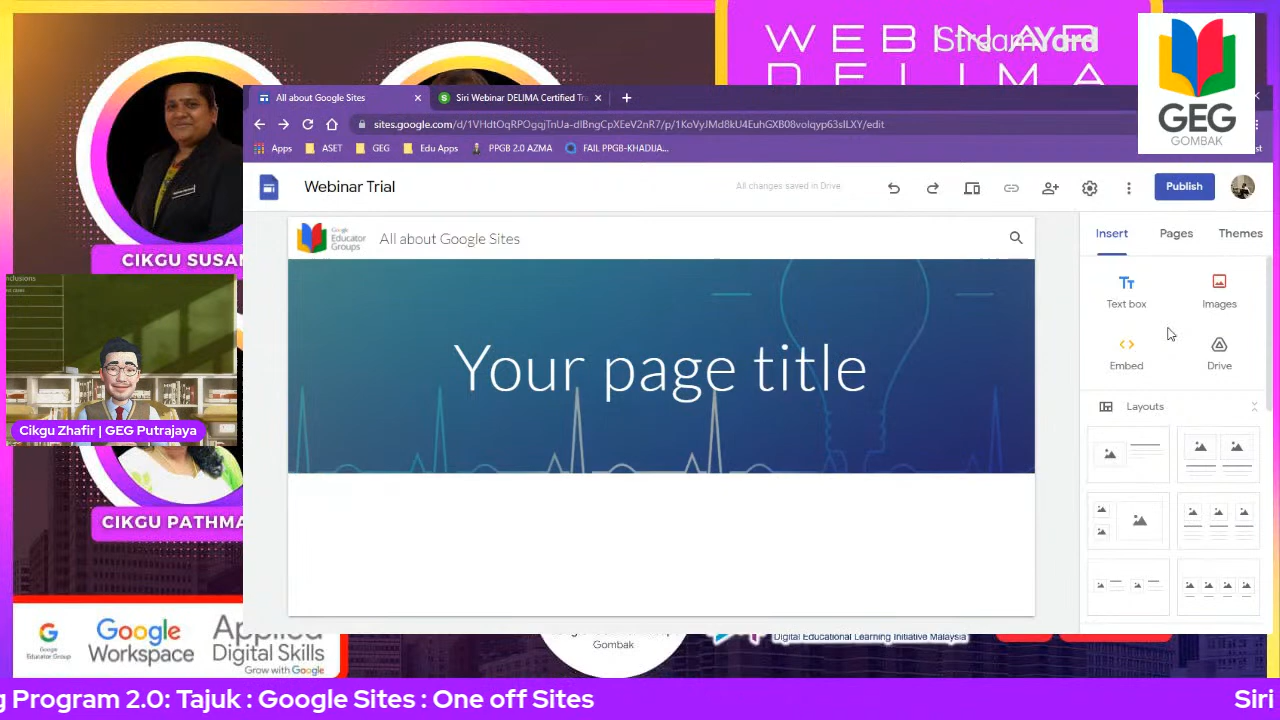 WEBINAR
DELIMA
StreamYard
GEG
GOMBAK
All about Google Sites
Siri Webinar DELIMA Certified Tr
sites.google.com/d/1VHdtOqRPOgqjTnUa-dlBngCpXEeV2nR7/p/1KoVyJMd8kU4EuhGXB08volqyp63sILXY/edit
Apps
ASET
GEG
Edu Apps
PPGB 2.0 AZMA
FAIL PPGB-KHADIJA...
Webinar Trial
All changes saved in Drive
Publish
Google
Educator
Groups
All about Google Sites
Insert
Pages
Themes
Your page title
Text box
Images
Embed
Drive
Layouts
CIKGU SUSAN
Cikgu Zhafir | GEG Putrajaya
CIKGU PATHMA
Google
Educator Group
Google
Workspace
Applied
Digital Skills
Grow with Google
Gombak
Digital Educational Learning Initiative Malaysia
g Program 2.0: Tajuk : Google Sites : One off Sites
Siri